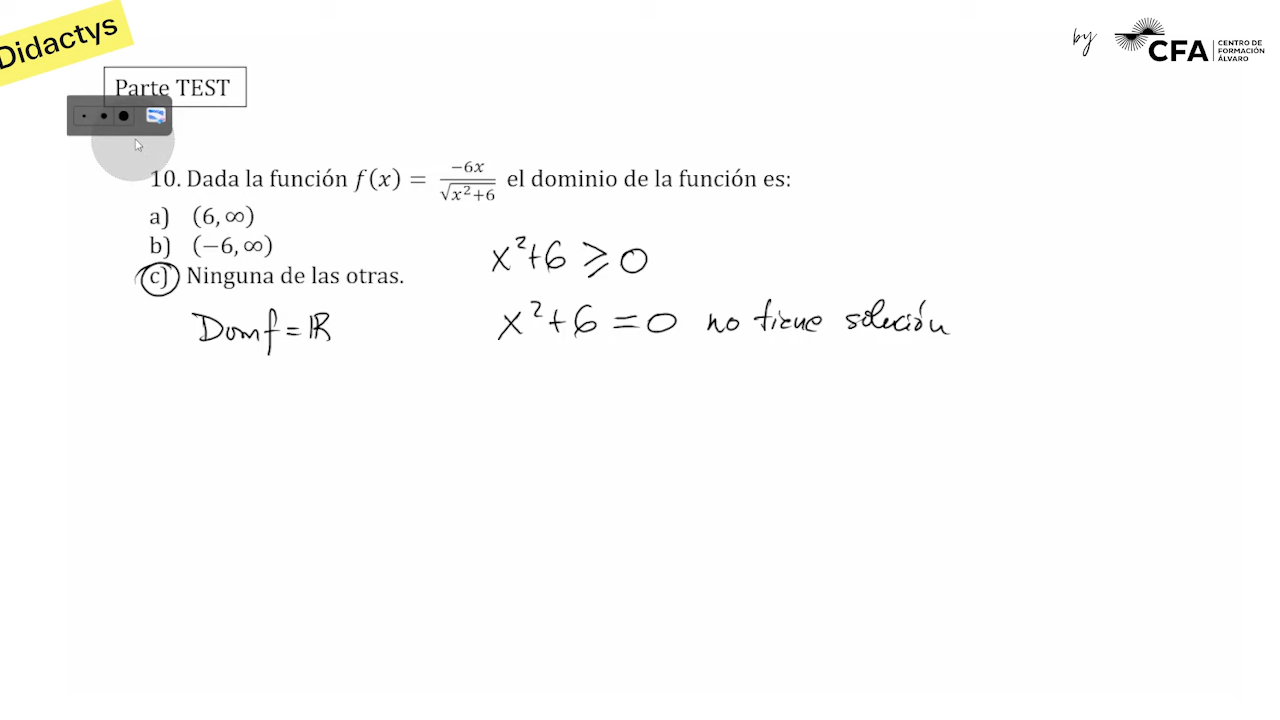 Didactys
by CFA CENTRO DE FORMACIÓN ÁLVARO
Parte TEST
10. Dada la función f(x) = -6x / √(x²+6) el dominio de la función es:
a) (6, ∞)
b) (−6, ∞)
x²+6 ⩾ 0
c) Ninguna de las otras.
Dom f = ℝ
x²+6 = 0 no tiene solución